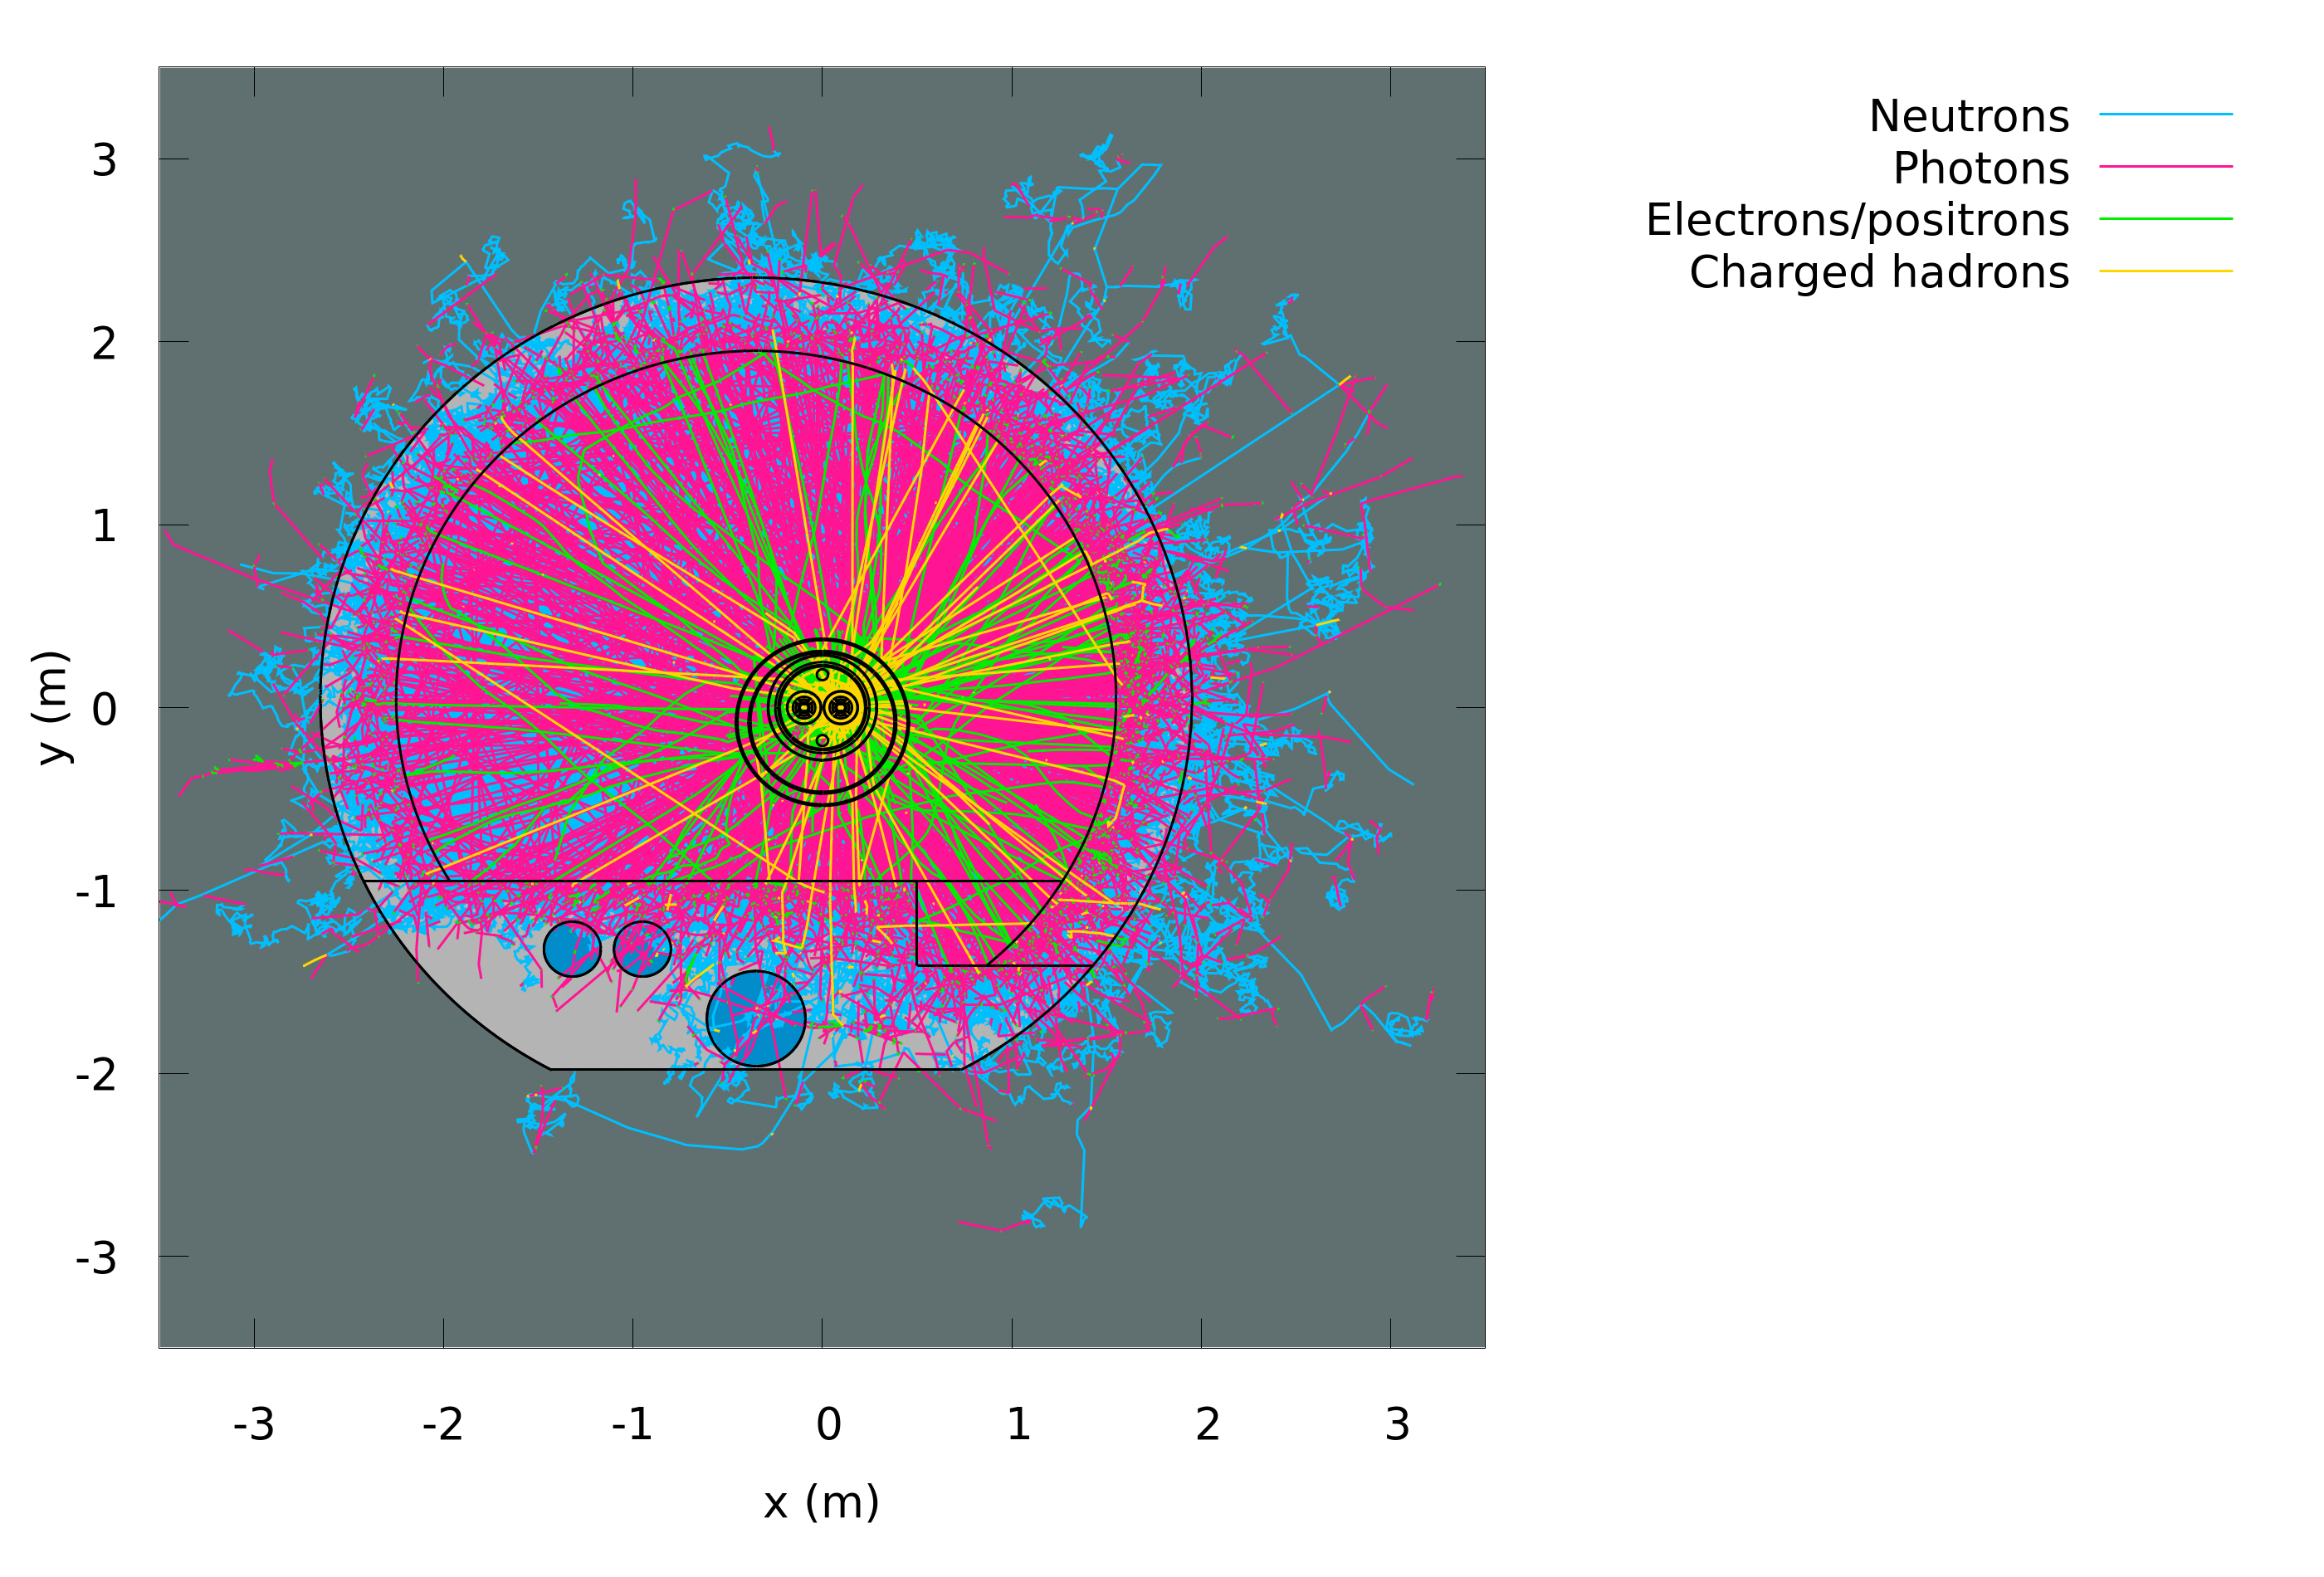 Neutrons
Photons
Electrons/positrons
Charged hadrons
3
2
1
0
-1
-2
-3
y (m)
-3 -2 -1 0 1 2 3
x (m)